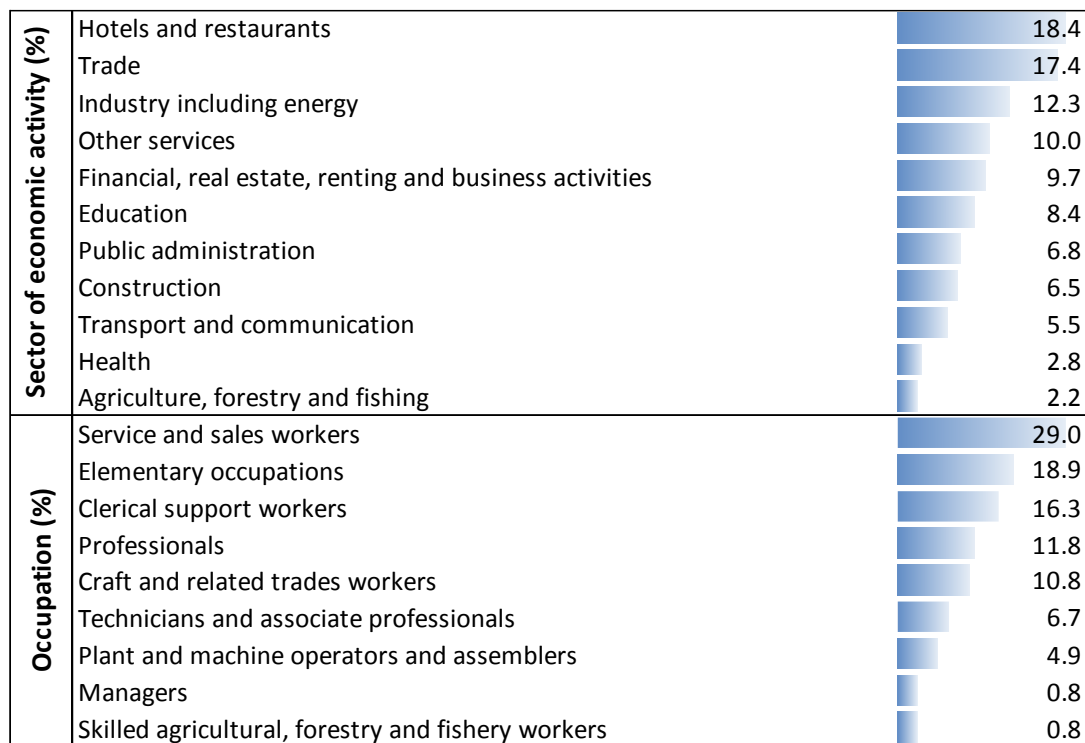 Sector of economic activity (%)
Hotels and restaurants 18.4
Trade 17.4
Industry including energy 12.3
Other services 10.0
Financial, real estate, renting and business activities 9.7
Education 8.4
Public administration 6.8
Construction 6.5
Transport and communication 5.5
Health 2.8
Agriculture, forestry and fishing 2.2
Occupation (%)
Service and sales workers 29.0
Elementary occupations 18.9
Clerical support workers 16.3
Professionals 11.8
Craft and related trades workers 10.8
Technicians and associate professionals 6.7
Plant and machine operators and assemblers 4.9
Managers 0.8
Skilled agricultural, forestry and fishery workers 0.8